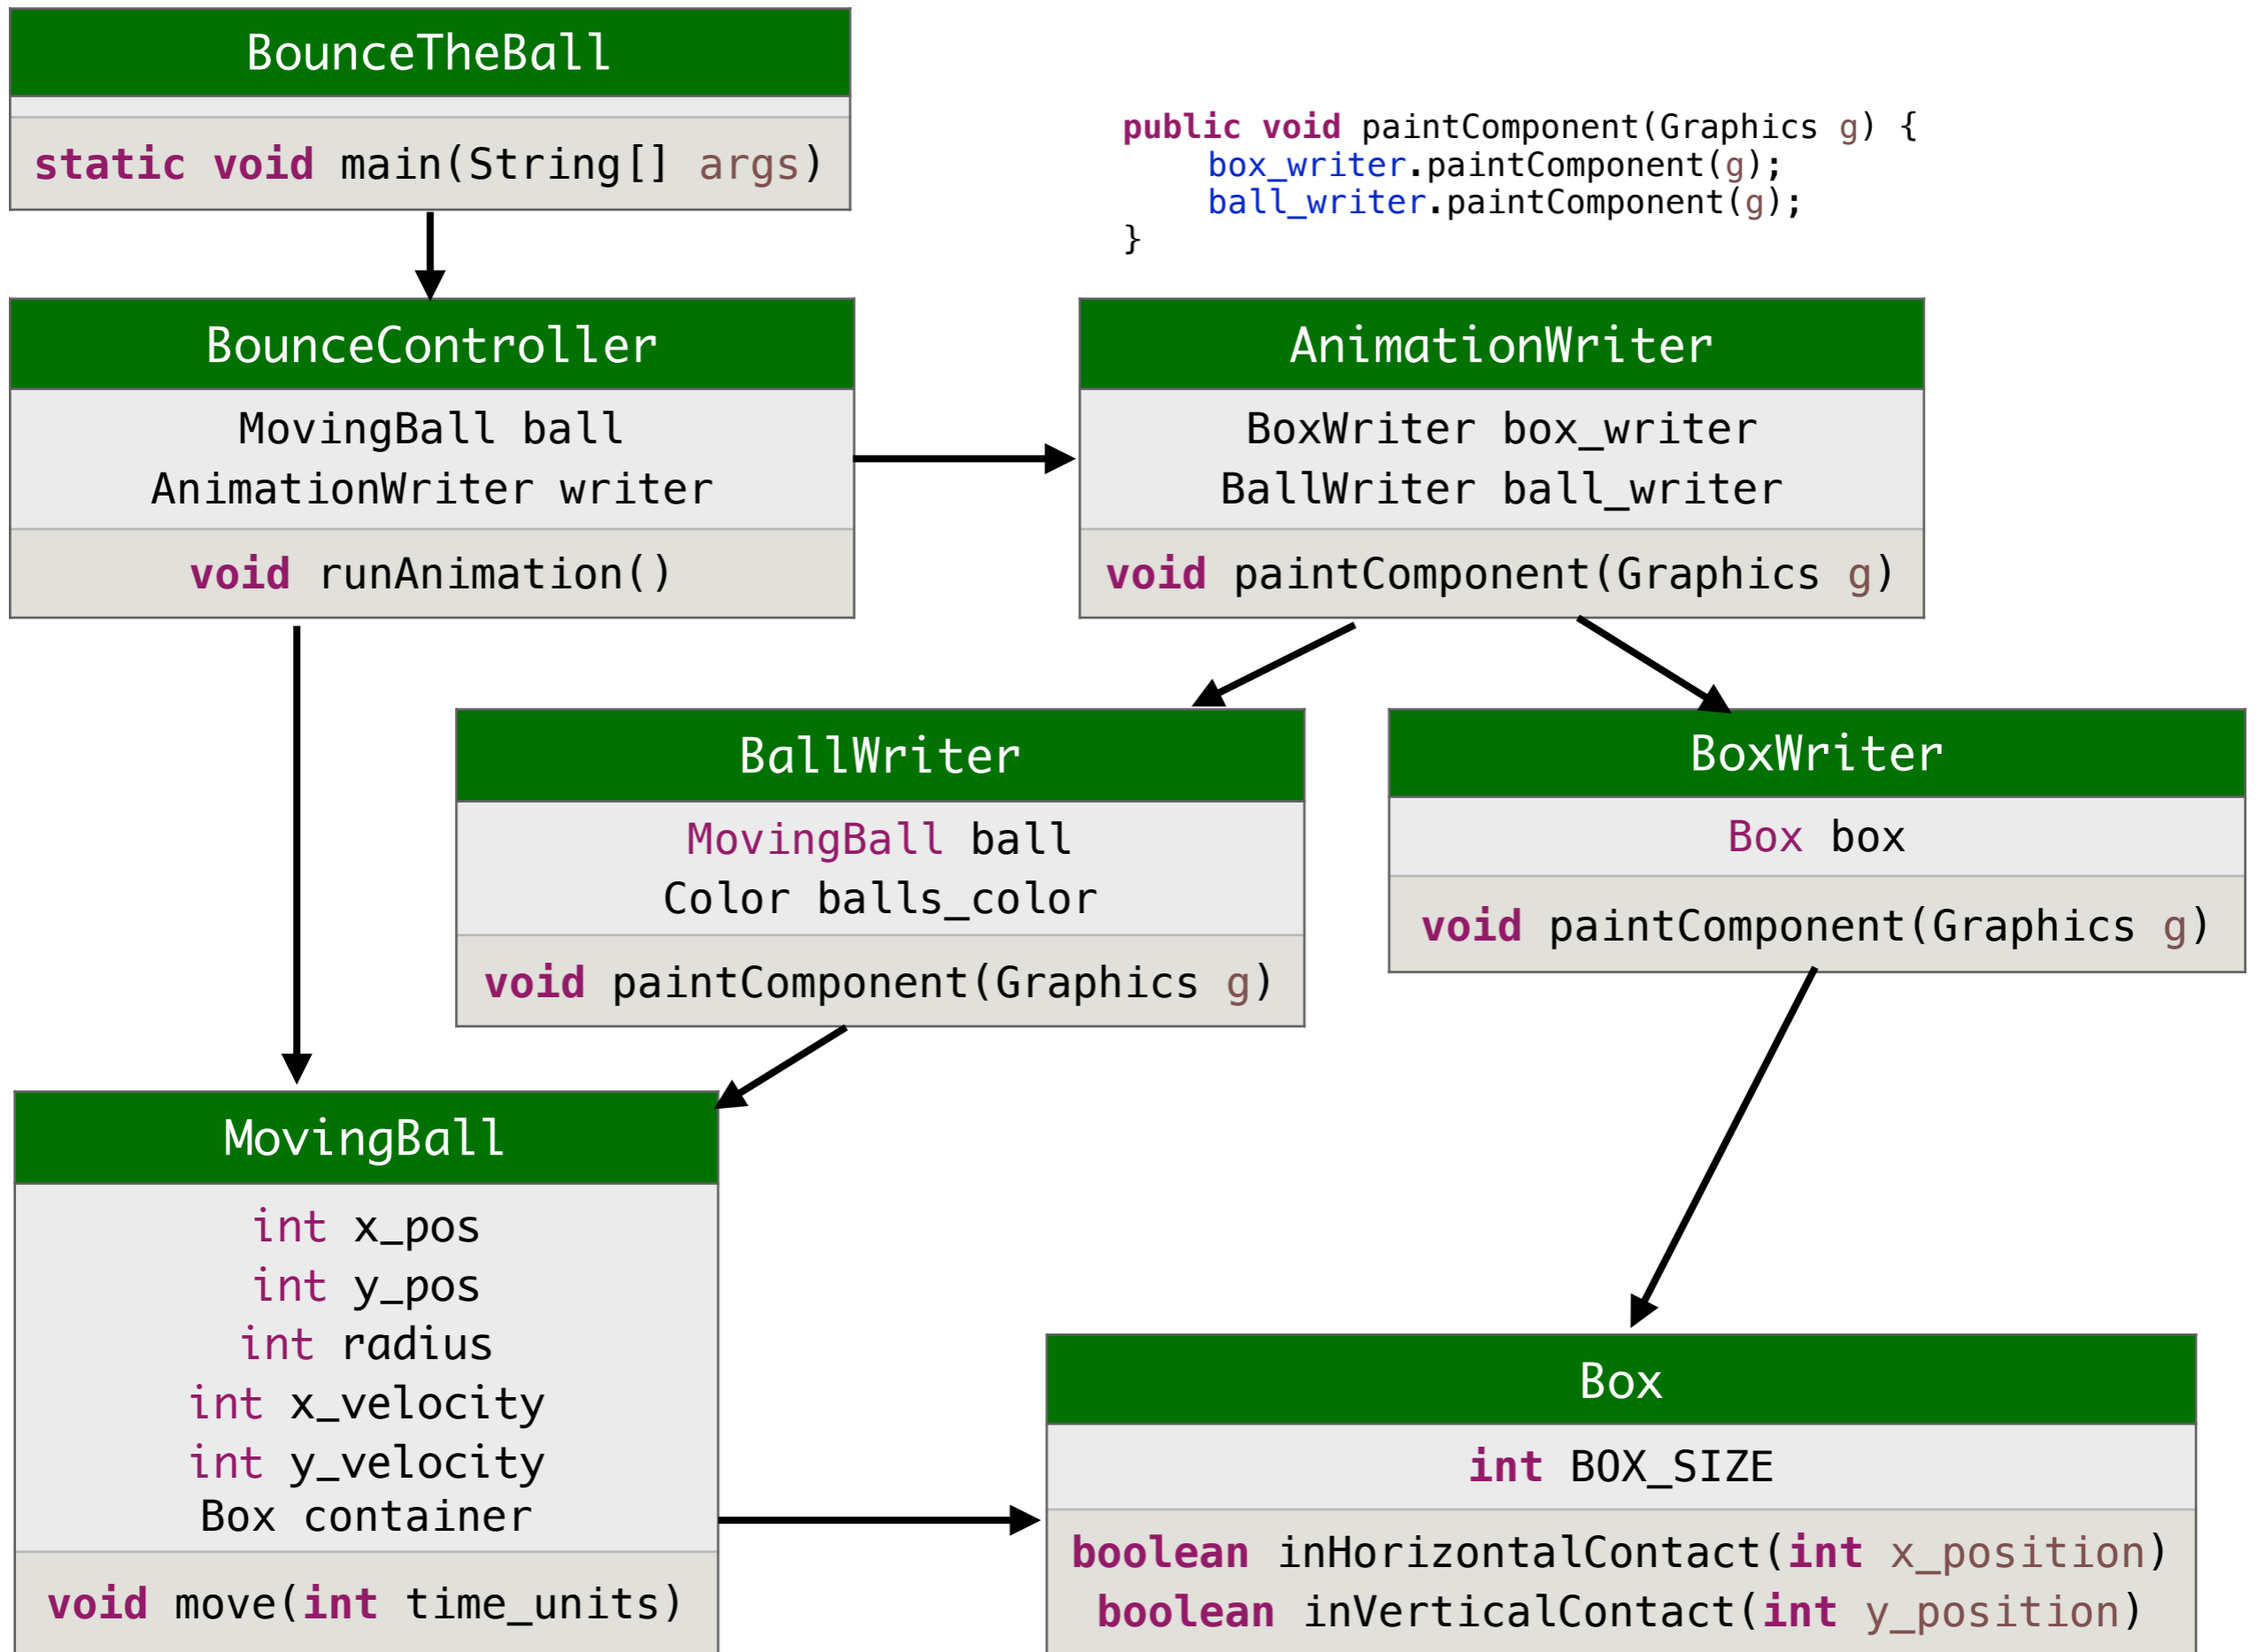 BounceTheBall
static void main(String[] args)
public void paintComponent(Graphics g) {
box_writer.paintComponent(g);
ball_writer.paintComponent(g);
}
BounceController
MovingBall ball
AnimationWriter writer
void runAnimation()
AnimationWriter
BoxWriter box_writer
BallWriter ball_writer
void paintComponent(Graphics g)
BallWriter
MovingBall ball
Color balls_color
void paintComponent(Graphics g)
BoxWriter
Box box
void paintComponent(Graphics g)
MovingBall
int x_pos
int y_pos
int radius
int x_velocity
int y_velocity
Box container
void move(int time_units)
Box
int BOX_SIZE
boolean inHorizontalContact(int x_position)
boolean inVerticalContact(int y_position)